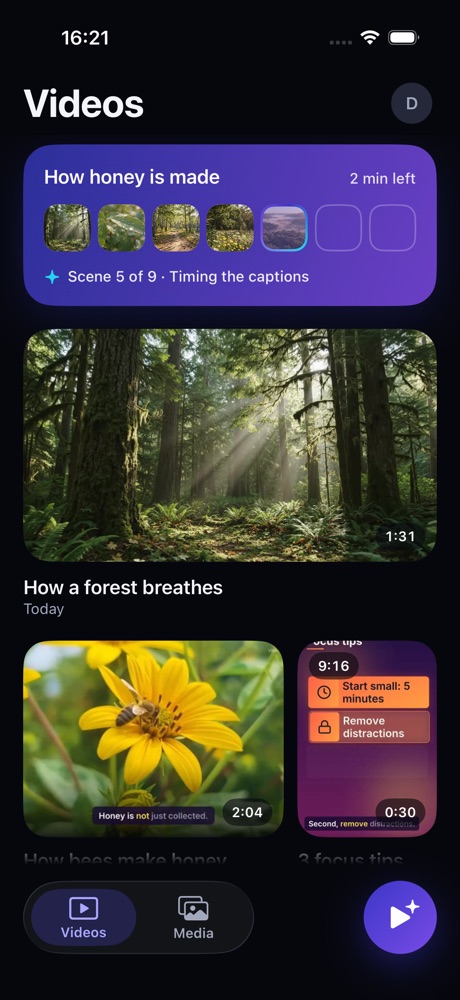 16:21
Videos
D
How honey is made
2 min left
Scene 5 of 9 · Timing the captions
1:31
How a forest breathes
Today
focus tips
9:16
Start small: 5
minutes
Remove
distractions
Honey is not just collected.
2:04
0:30
Second, remove distractions.
How bees make honey
3 focus tips
Videos
Media